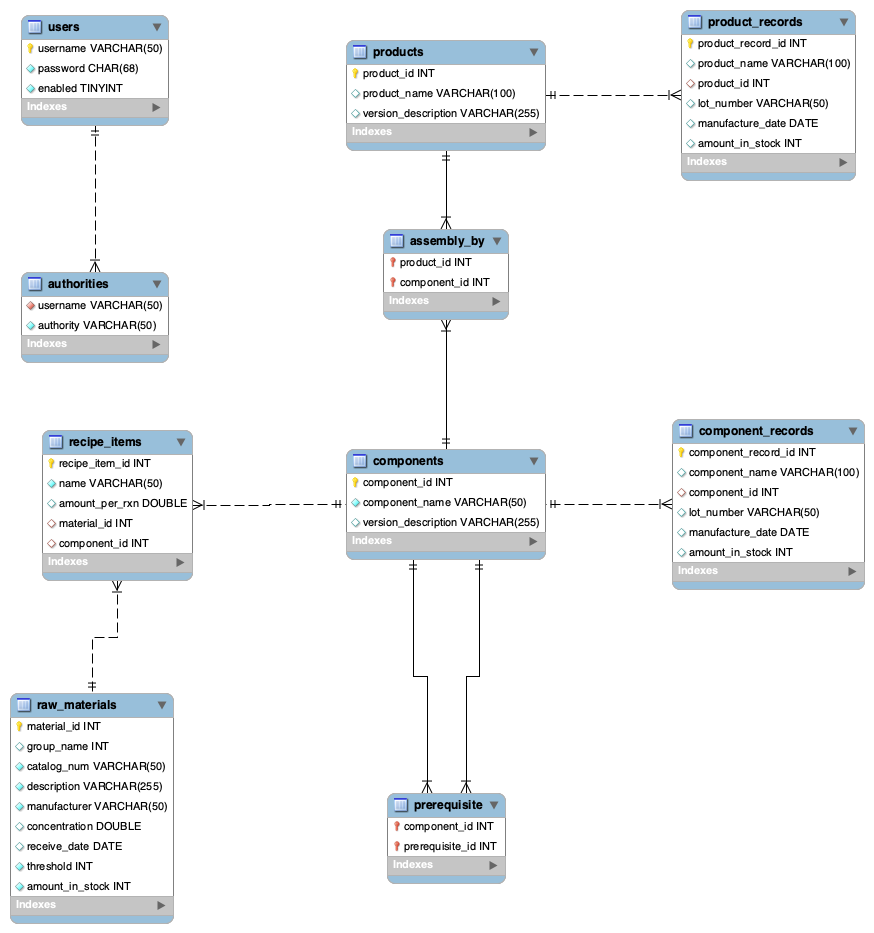 users
username VARCHAR(50)
password CHAR(68)
enabled TINYINT
Indexes
products
product_id INT
product_name VARCHAR(100)
version_description VARCHAR(255)
Indexes
product_records
product_record_id INT
product_name VARCHAR(100)
product_id INT
lot_number VARCHAR(50)
manufacture_date DATE
amount_in_stock INT
Indexes
authorities
username VARCHAR(50)
authority VARCHAR(50)
Indexes
assembly_by
product_id INT
component_id INT
Indexes
recipe_items
recipe_item_id INT
name VARCHAR(50)
amount_per_rxn DOUBLE
material_id INT
component_id INT
Indexes
components
component_id INT
component_name VARCHAR(50)
version_description VARCHAR(255)
Indexes
component_records
component_record_id INT
component_name VARCHAR(100)
component_id INT
lot_number VARCHAR(50)
manufacture_date DATE
amount_in_stock INT
Indexes
raw_materials
material_id INT
group_name INT
catalog_num VARCHAR(50)
description VARCHAR(255)
manufacturer VARCHAR(50)
concentration DOUBLE
receive_date DATE
threshold INT
amount_in_stock INT
Indexes
prerequisite
component_id INT
prerequisite_id INT
Indexes